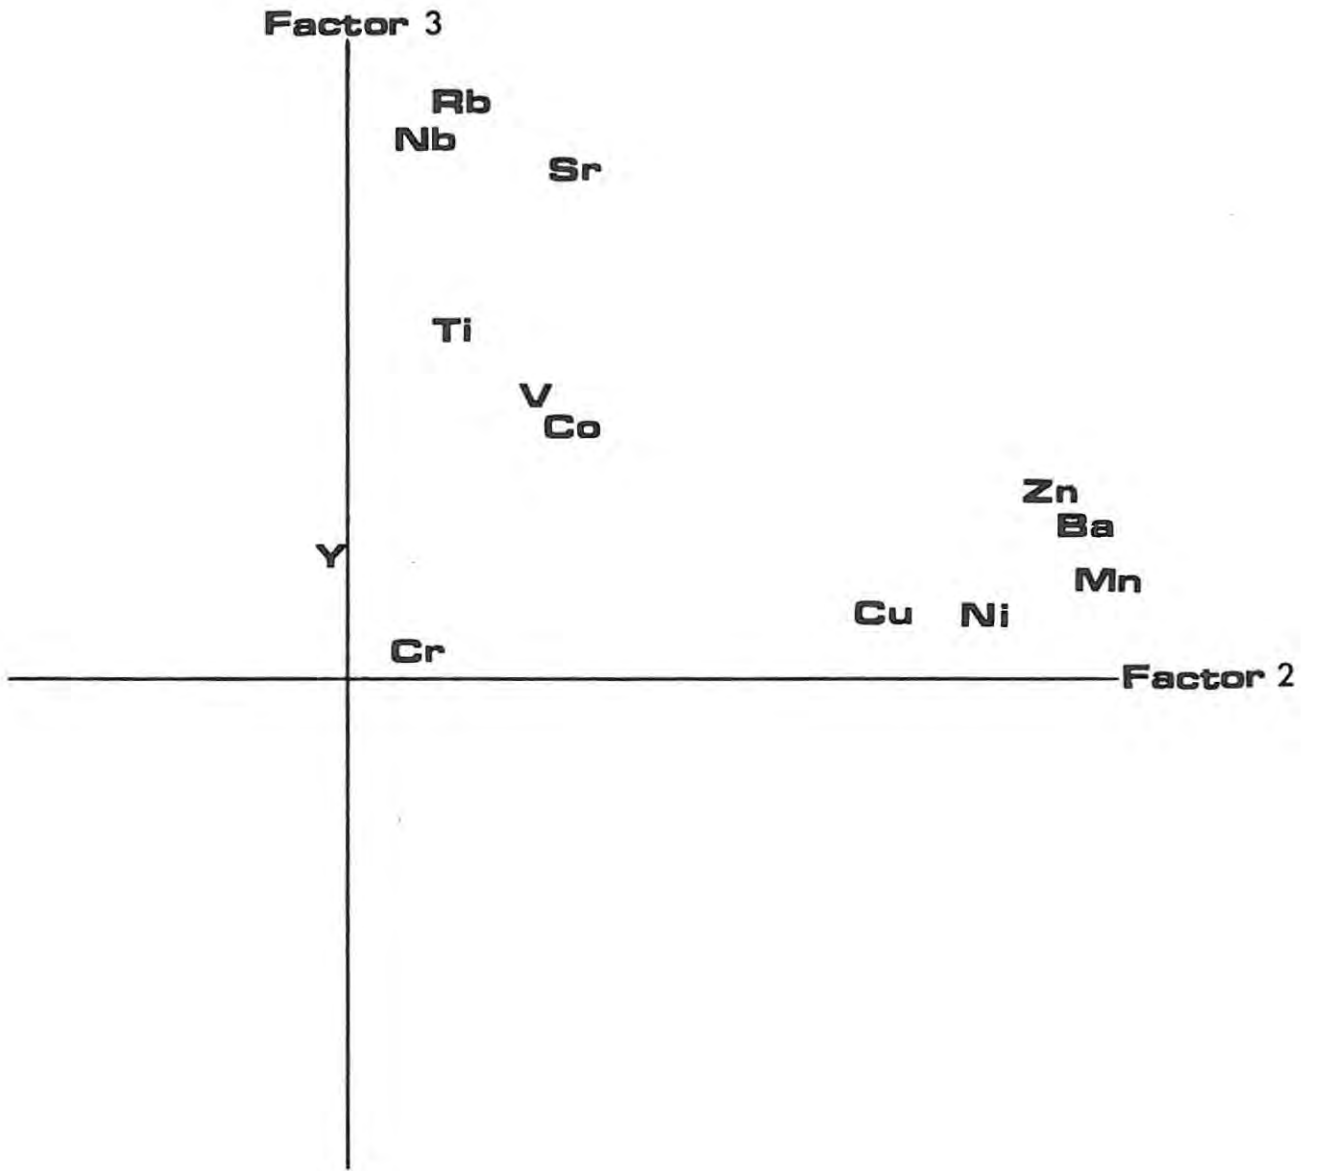 Factor 3
Rb
Nb
Sr
Ti
V
Co
Zn
Ba
Y
Mn
Cu Ni
Cr
Factor 2